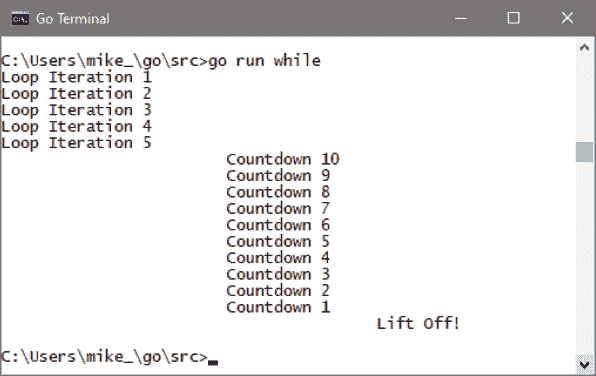 Go Terminal
C:\Users\mike_\go\src>go run while
Loop Iteration 1
Loop Iteration 2
Loop Iteration 3
Loop Iteration 4
Loop Iteration 5
Countdown 10
Countdown 9
Countdown 8
Countdown 7
Countdown 6
Countdown 5
Countdown 4
Countdown 3
Countdown 2
Countdown 1
Lift Off!
C:\Users\mike_\go\src>